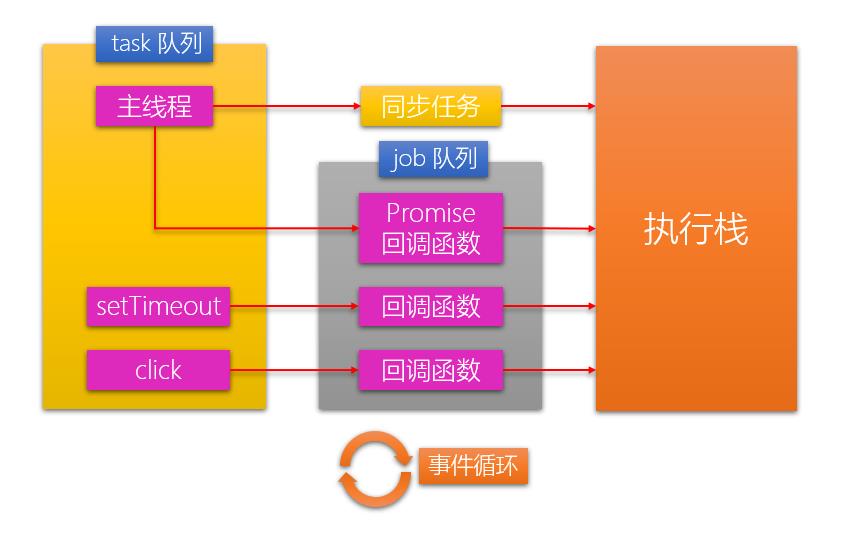 task 队列
主线程
同步任务
job 队列
Promise
回调函数
执行栈
setTimeout
回调函数
click
回调函数
事件循环